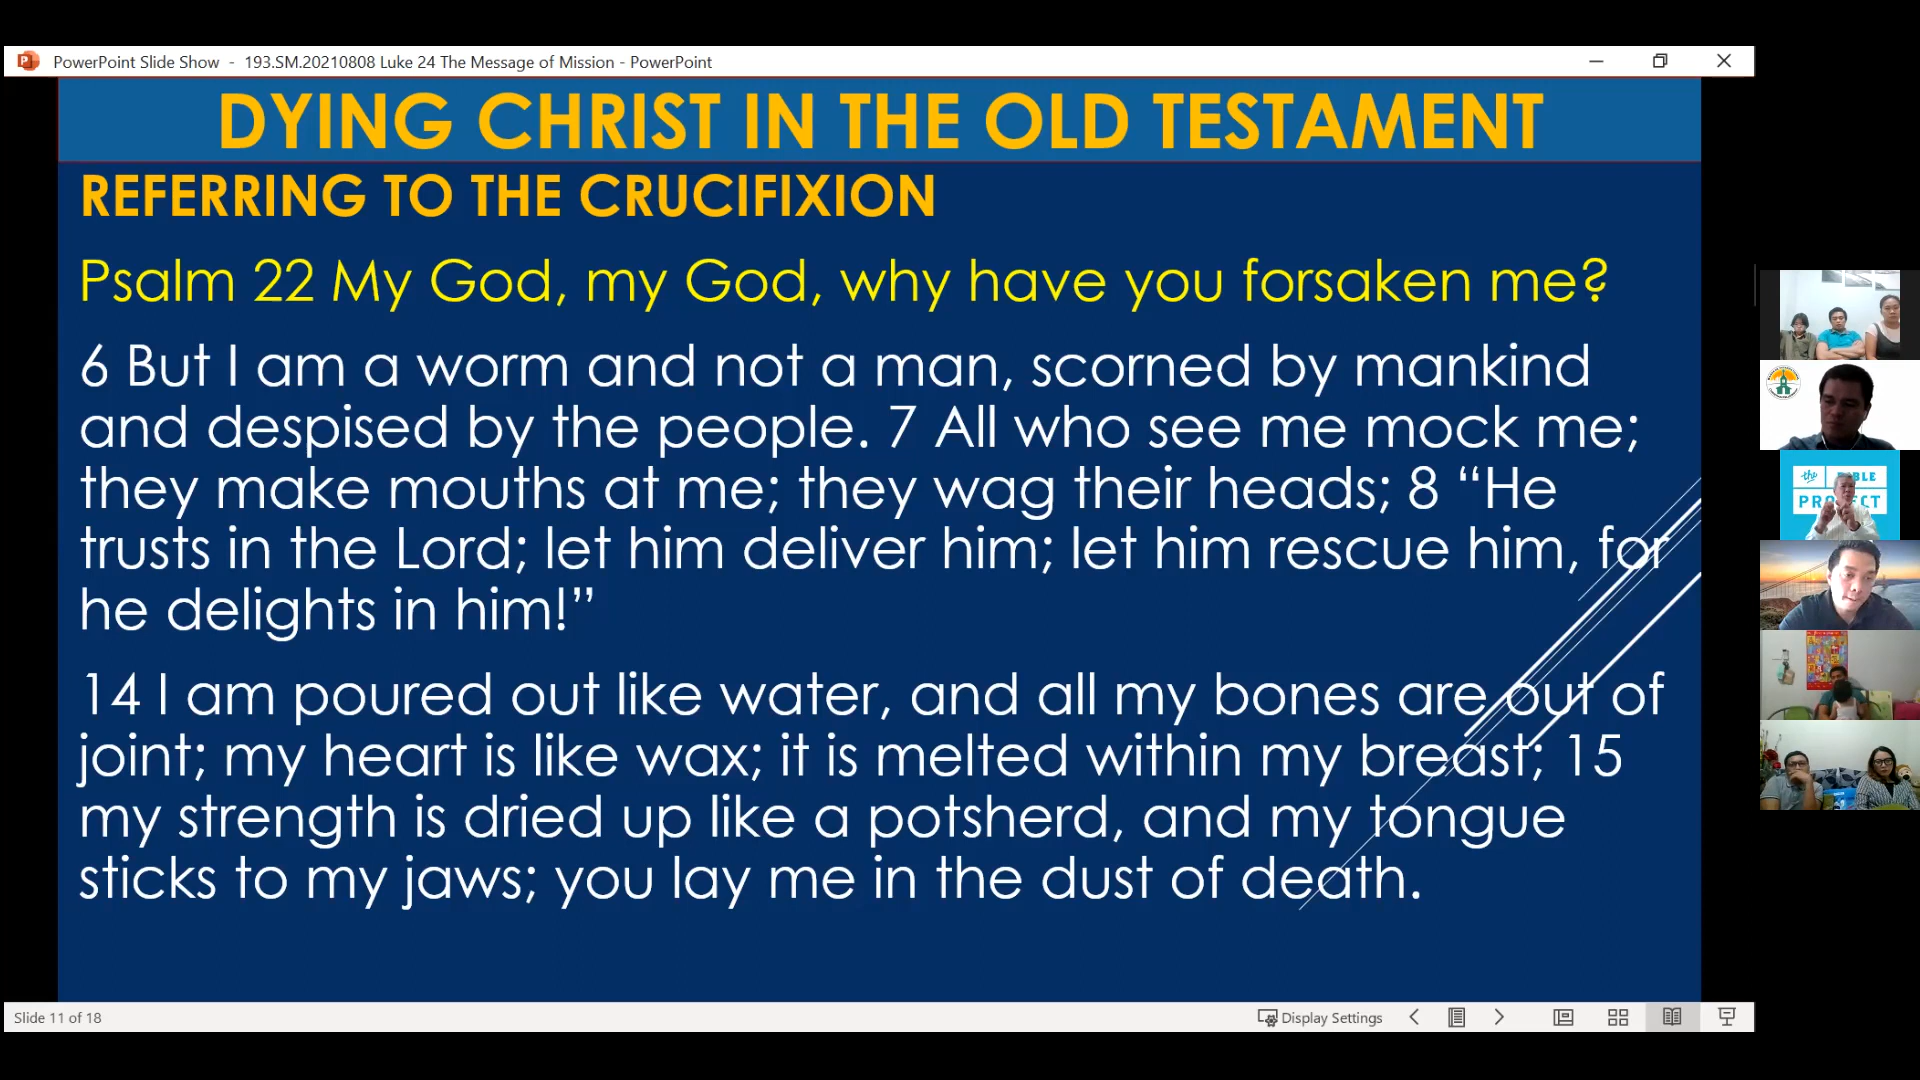 PowerPoint Slide Show - 193.SM.20210808 Luke 24 The Message of Mission - PowerPoint
DYING CHRIST IN THE OLD TESTAMENT
REFERRING TO THE CRUCIFIXION
Psalm 22 My God, my God, why have you forsaken me?
6 But I am a worm and not a man, scorned by mankind
and despised by the people. 7 All who see me mock me;
they make mouths at me; they wag their heads; 8 “He
trusts in the Lord; let him deliver him; let him rescue him, for
he delights in him!”
14 I am poured out like water, and all my bones are out of
joint; my heart is like wax; it is melted within my breast; 15
my strength is dried up like a potsherd, and my tongue
sticks to my jaws; you lay me in the dust of death.
the
PROJECT
Slide 11 of 18
Display Settings